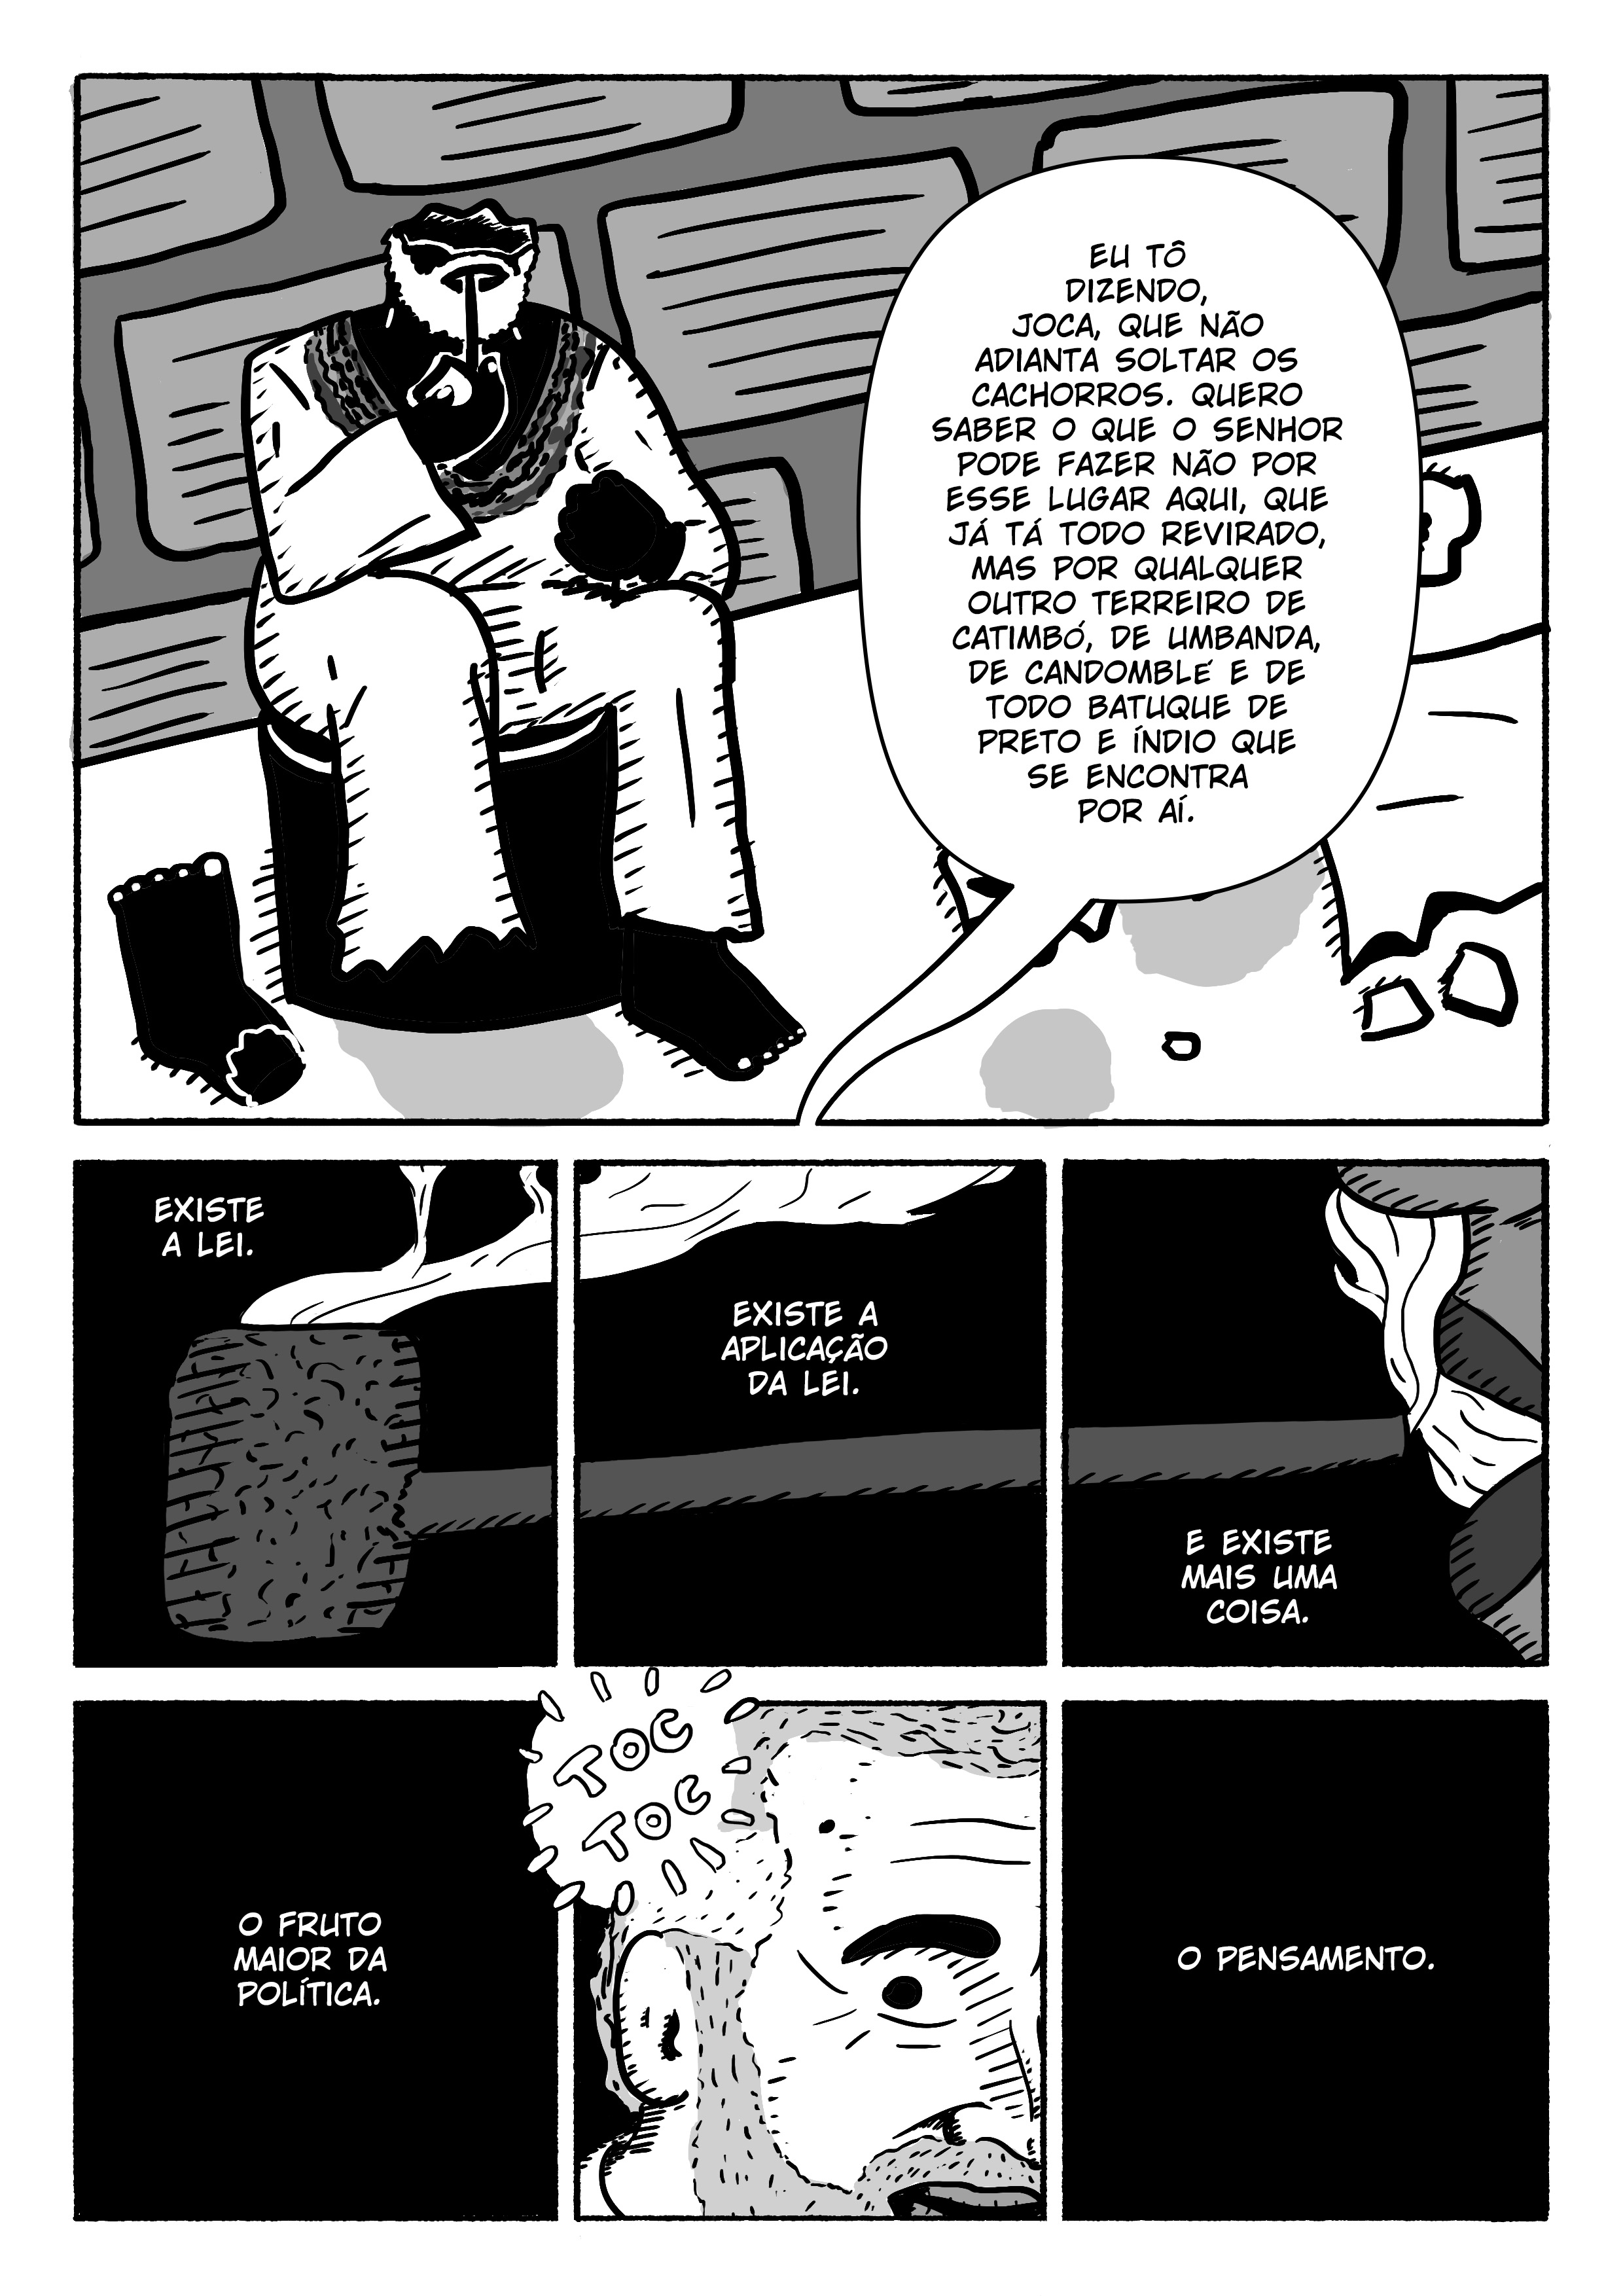 EU TÔ
DIZENDO,
JOCA, QUE NÃO
ADIANTA SOLTAR OS
CACHORROS. QUERO
SABER O QUE O SENHOR
PODE FAZER NÃO POR
ESSE LUGAR AQUI, QUE
JÁ TÁ TODO REVIRADO,
MAS POR QUALQUER
OUTRO TERREIRO DE
CATIMBÓ, DE UMBANDA,
DE CANDOMBLÉ E DE
TODO BATUQUE DE
PRETO E ÍNDIO QUE
SE ENCONTRA
POR AÍ.
EXISTE
A LEI.
EXISTE A
APLICAÇÃO
DA LEI.
E EXISTE
MAIS UMA
COISA.
O FRUTO
MAIOR DA
POLÍTICA.
TOC
TOC
O PENSAMENTO.